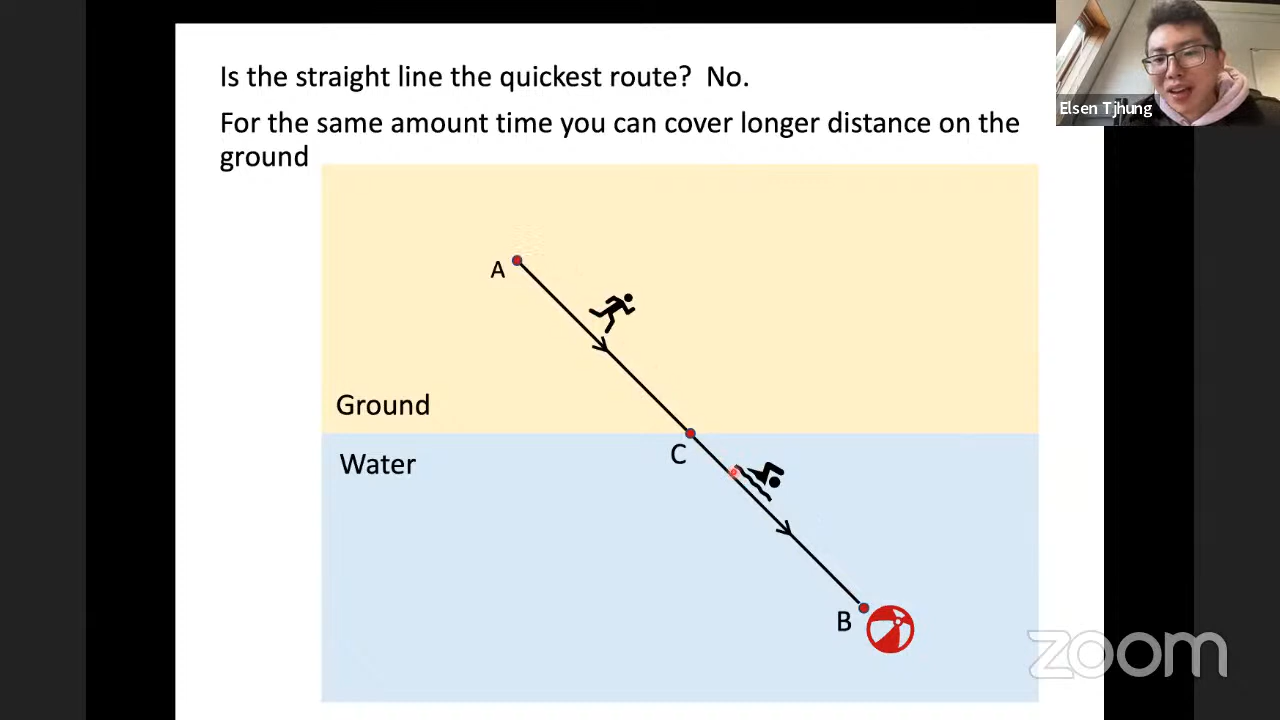 Is the straight line the quickest route? No.
For the same amount time you can cover longer distance on the
ground
Elsen Tjhung
A
Ground
C
Water
B
zoom